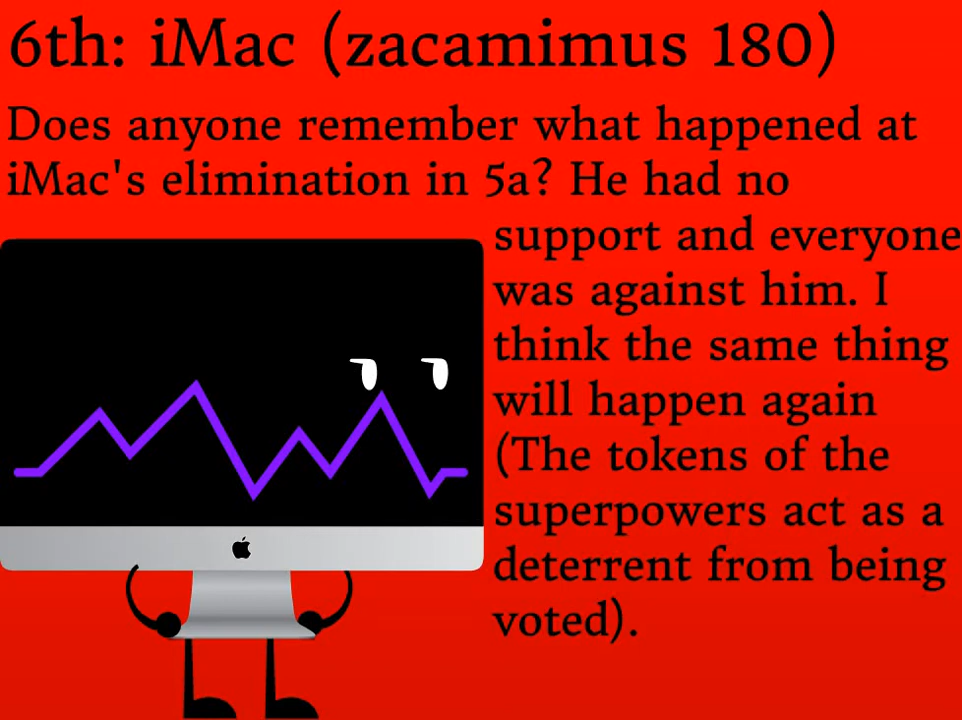 6th: iMac (zacamimus 180)
Does anyone remember what happened at
iMac's elimination in 5a? He had no
support and everyone
was against him. I
think the same thing
will happen again
(The tokens of the
superpowers act as a
deterrent from being
voted).